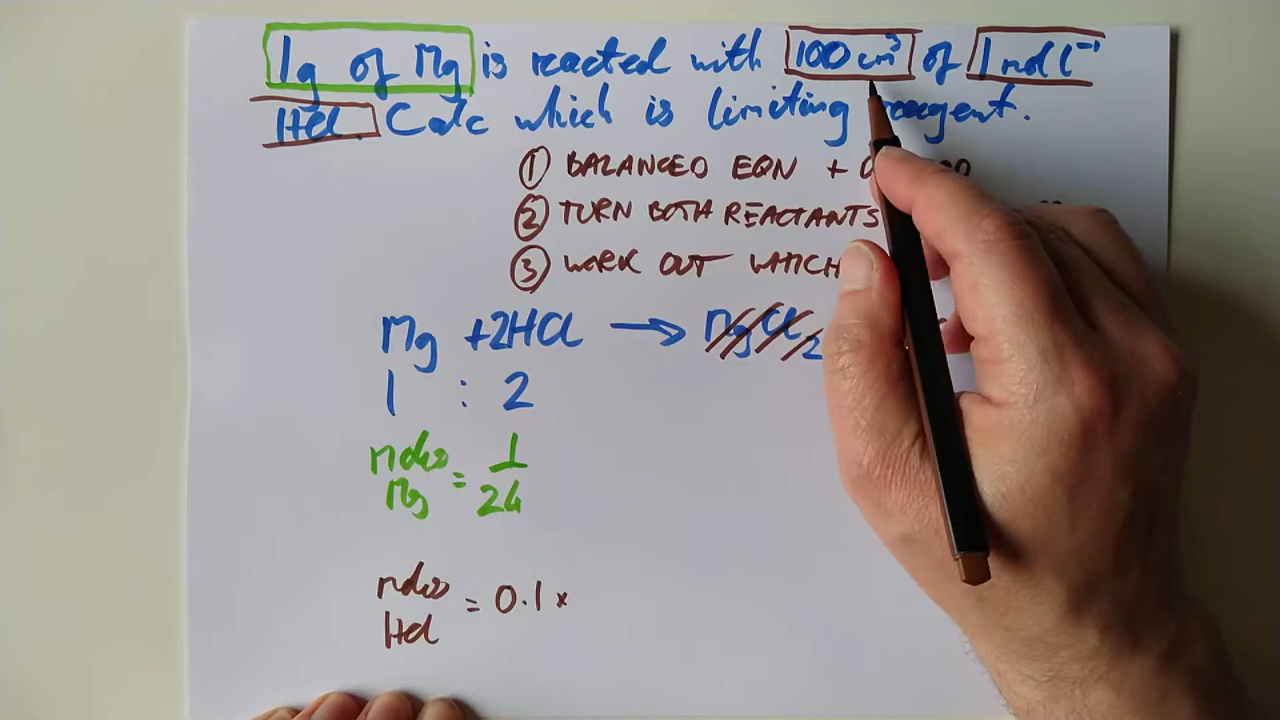 1g of Mg is reacted with 100 cm³ of 1 mol l⁻¹
HCl. Calc which is limiting reagent.
① BALANCED EQN +
② TURN BOTH REACTANTS
③ WORK OUT WHICH
Mg + 2HCl → MgCl₂
1 : 2
moles Mg = 1/24
moles HCl = 0.1 ×